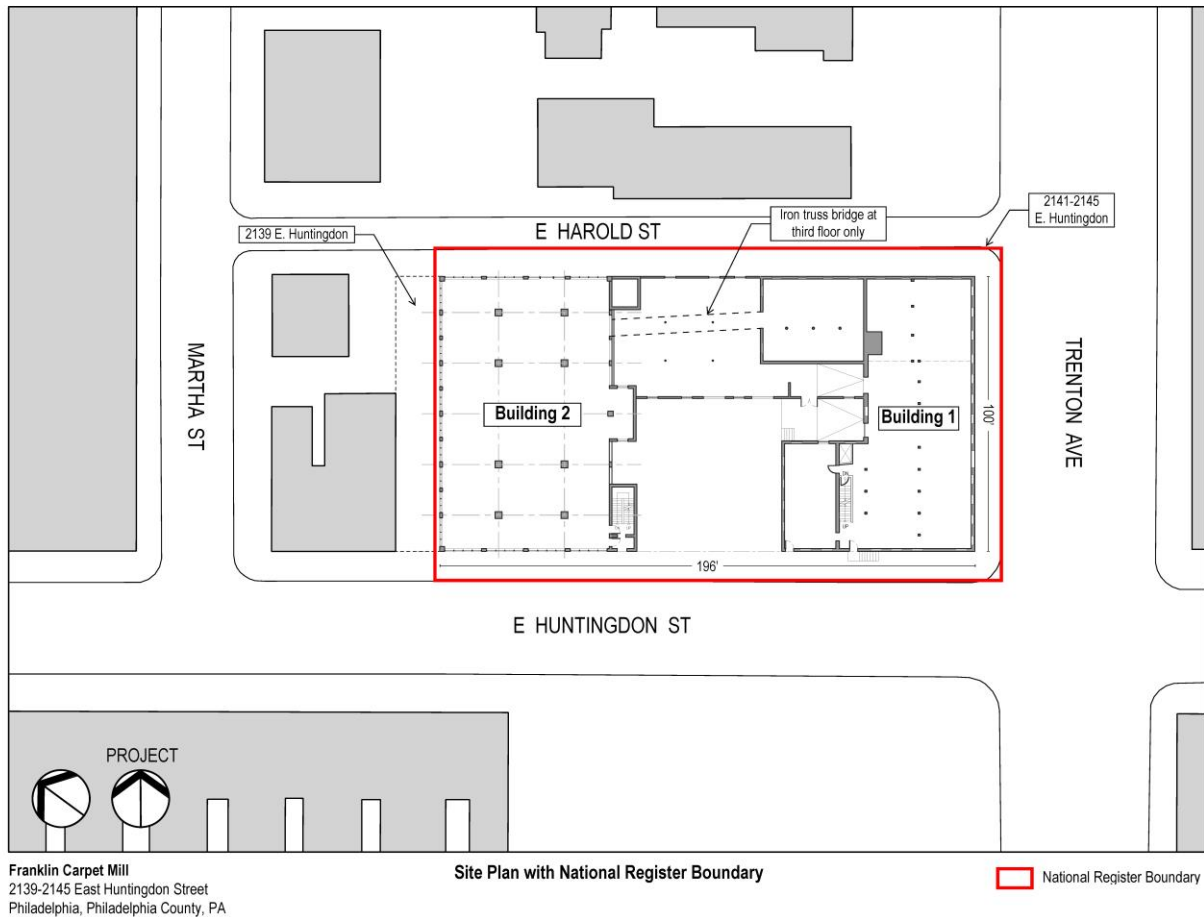 2141-2145
E. Huntingdon
Iron truss bridge at
third floor only
2139 E. Huntingdon
E HAROLD ST
MARTHA ST
Building 2
Building 1
100'
TRENTON AVE
DN
UP
196'
E HUNTINGDON ST
PROJECT
Franklin Carpet Mill
2139-2145 East Huntingdon Street
Philadelphia, Philadelphia County, PA
Site Plan with National Register Boundary
National Register Boundary